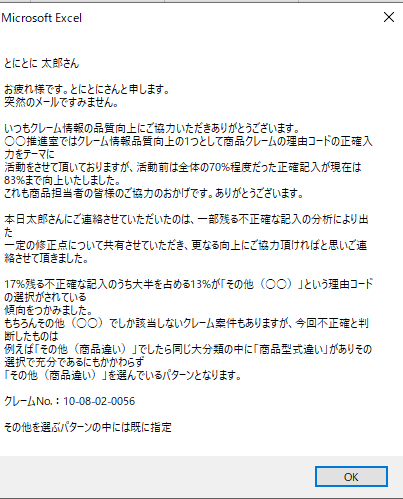 Microsoft Excel
とにとに 太郎さん
お疲れ様です。とにとにさんと申します。
突然のメールですみません。
いつもクレーム情報の品質向上にご協力いただきありがとうございます。
〇〇推進室ではクレーム情報品質向上の1つとして商品クレームの理由コードの正確入
力をテーマに
活動をさせて頂いておりますが、活動前は全体の70%程度だった正確記入が現在は
83%まで向上いたしました。
これも商品担当者の皆様のご協力のおかげです。ありがとうございます。
本日太郎さんにご連絡させていただいたのは、一部残る不正確な記入の分析により出
た
一定の修正点について共有させていただき、更なる向上にご協力頂ければと思いご連
絡させて頂きました。
17%残る不正確な記入のうち大半を占める13%が「その他（〇〇）」という理由コード
の選択がされている
傾向をつかみました。
もちろんその他（〇〇）でしか該当しないクレーム案件もありますが、今回不正確と判
断したものは
例えば「その他（商品違い）」でしたら同じ大分類の中に「商品型式違い」がありその
選択で充分であるにもかかわらず
「その他（商品違い）」を選んでいるパターンとなります。
クレームNo.：10-08-02-0056
その他を選ぶパターンの中には既に指定
OK